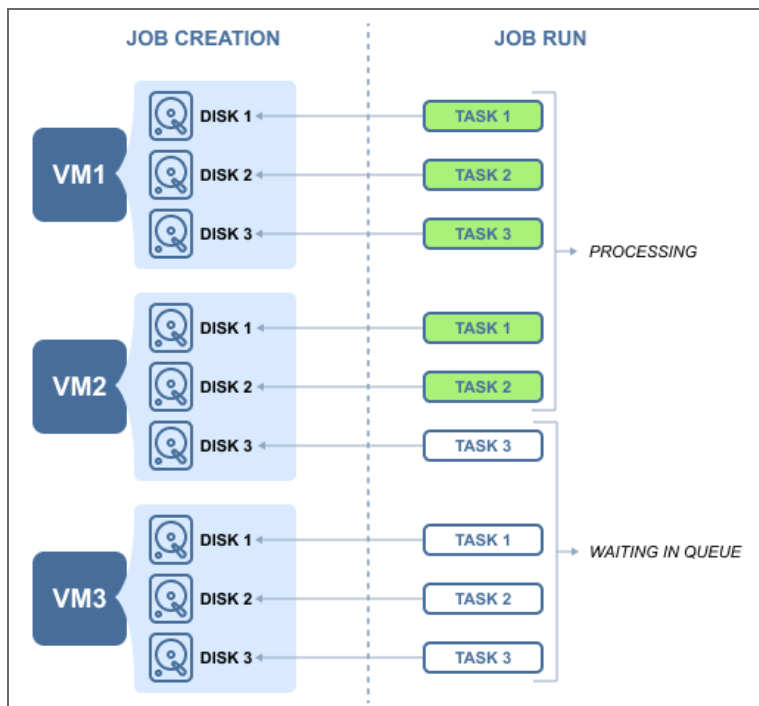 JOB CREATION
JOB RUN
VM1
DISK 1
TASK 1
DISK 2
TASK 2
DISK 3
TASK 3
PROCESSING
VM2
DISK 1
TASK 1
DISK 2
TASK 2
DISK 3
TASK 3
WAITING IN QUEUE
VM3
DISK 1
TASK 1
DISK 2
TASK 2
DISK 3
TASK 3